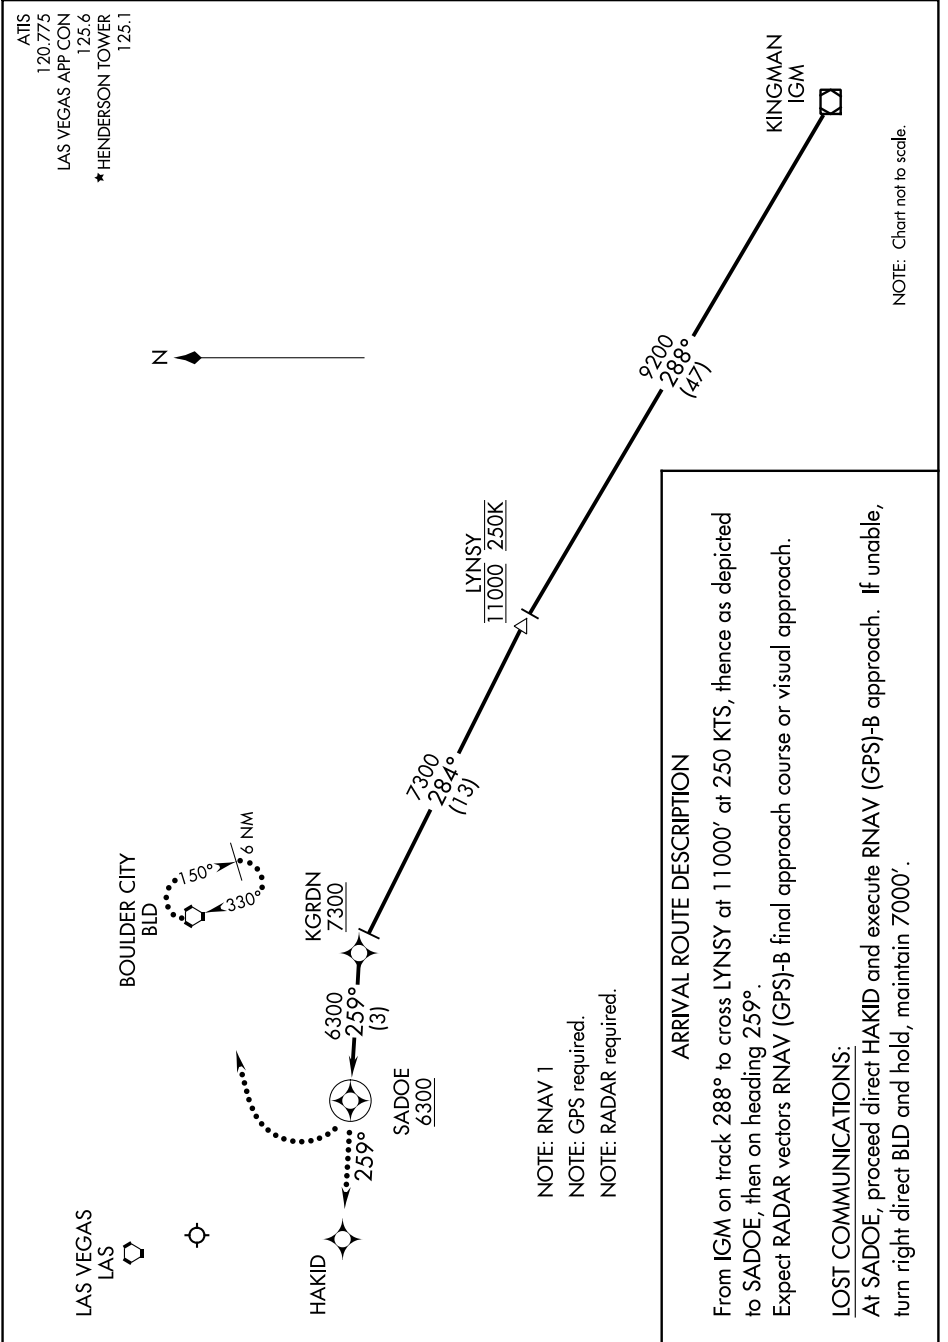 ATIS
120.775
LAS VEGAS APP CON
125.6
★ HENDERSON TOWER
125.1
N
KINGMAN
IGM
BOULDER CITY
BLD
150°
330°
6 NM
LAS VEGAS
LAS
HAKID
259°
SADOE
6300
6300
259°
(3)
KGRDN
7300
7300
284°
(13)
LYNSY
11000 250K
9200
288°
(47)
NOTE: RNAV 1
NOTE: GPS required.
NOTE: RADAR required.
NOTE: Chart not to scale.
ARRIVAL ROUTE DESCRIPTION
From IGM on track 288° to cross LYNSY at 11000' at 250 KTS, thence as depicted
to SADOE, then on heading 259°.
Expect RADAR vectors RNAV (GPS)-B final approach course or visual approach.
LOST COMMUNICATIONS:
At SADOE, proceed direct HAKID and execute RNAV (GPS)-B approach. If unable,
turn right direct BLD and hold, maintain 7000'.